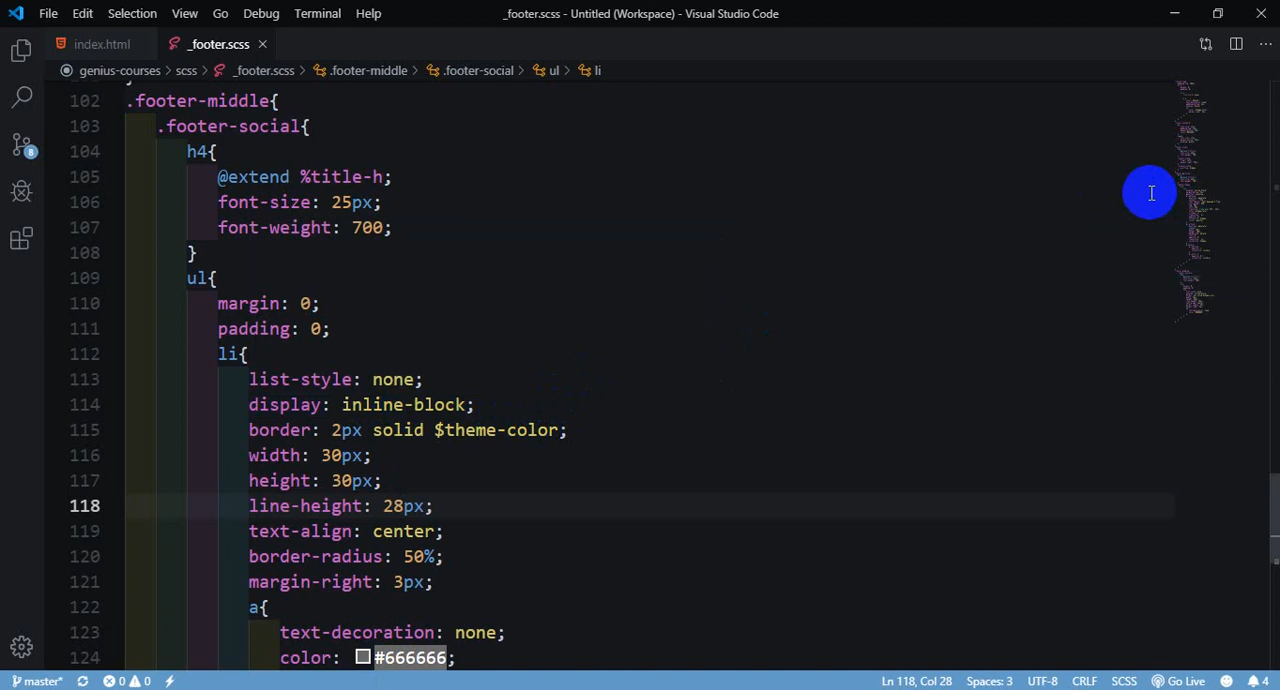 File Edit Selection View Go Debug Terminal Help _footer.scss - Untitled (Workspace) - Visual Studio Code
index.html _footer.scss
genius-courses > scss > _footer.scss > .footer-middle > .footer-social > ul > li
102 .footer-middle{
103 .footer-social{
104 h4{
105 @extend %title-h;
106 font-size: 25px;
107 font-weight: 700;
108 }
109 ul{
110 margin: 0;
111 padding: 0;
112 li{
113 list-style: none;
114 display: inline-block;
115 border: 2px solid $theme-color;
116 width: 30px;
117 height: 30px;
118 line-height: 28px;
119 text-align: center;
120 border-radius: 50%;
121 margin-right: 3px;
122 a{
123 text-decoration: none;
124 color: #666666;
8
master* 0 0 Ln 118, Col 28 Spaces: 3 UTF-8 CRLF SCSS Go Live 4